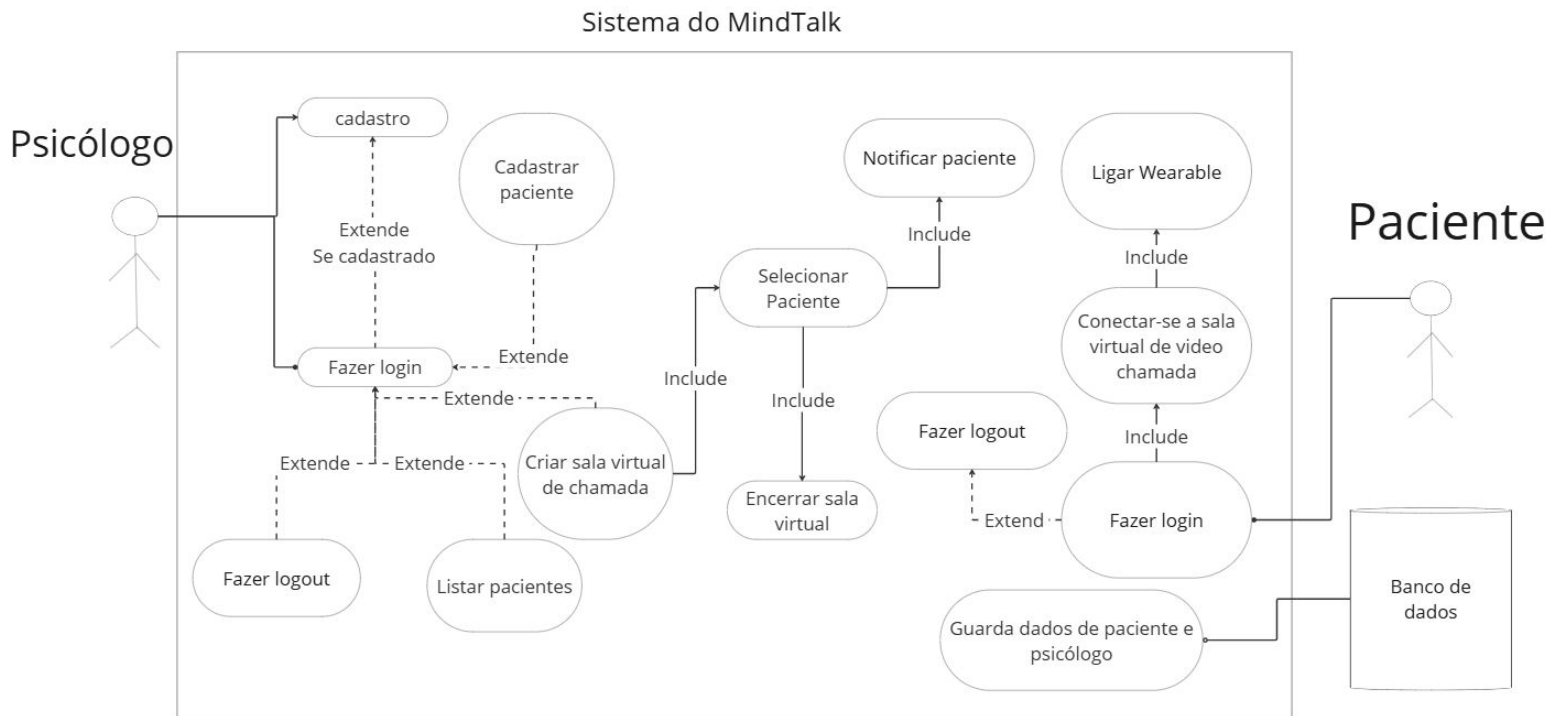 Sistema do MindTalk
Psicólogo
cadastro
Cadastrar
paciente
Extende
Se cadastrado
Fazer login
Extende
Extende
Extende
Extende
Fazer logout
Listar pacientes
Criar sala virtual
de chamada
Include
Selecionar
Paciente
Include
Notificar paciente
Include
Encerrar sala
virtual
Ligar Wearable
Include
Conectar-se a sala
virtual de video
chamada
Include
Fazer logout
Extend
Fazer login
Paciente
Guarda dados de paciente e
psicólogo
Banco de
dados